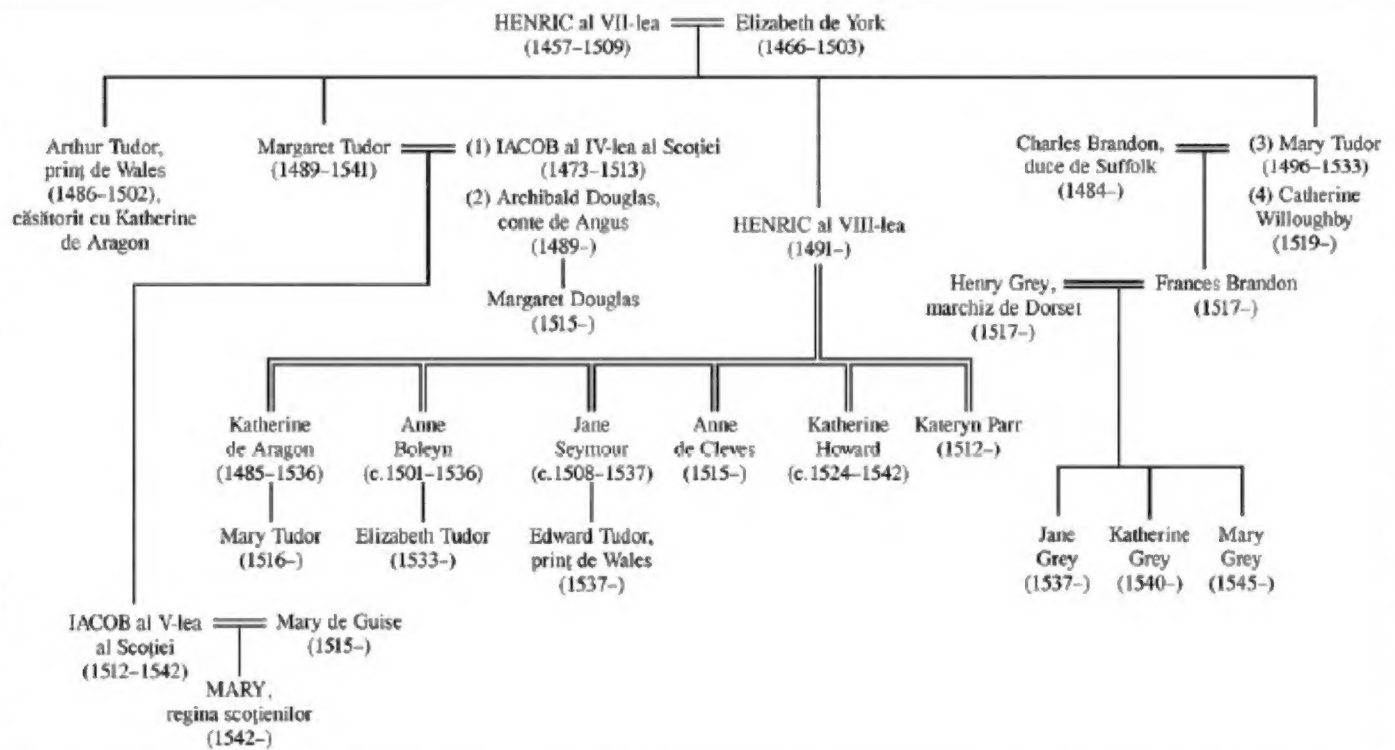 HENRIC al VII-lea
(1457–1509)
Elizabeth de York
(1466–1503)
Arthur Tudor,
prinţ de Wales
(1486–1502),
căsătorit cu Katherine
de Aragon
Margaret Tudor
(1489–1541)
(1) IACOB al IV-lea al Scoţiei
(1473–1513)
(2) Archibald Douglas,
conte de Angus
(1489–)
Margaret Douglas
(1515–)
HENRIC al VIII-lea
(1491–)
Charles Brandon,
duce de Suffolk
(1484–)
(3) Mary Tudor
(1496–1533)
(4) Catherine
Willoughby
(1519–)
Henry Grey,
marchiz de Dorset
(1517–)
Frances Brandon
(1517–)
Katherine
de Aragon
(1485–1536)
Anne
Boleyn
(c.1501–1536)
Jane
Seymour
(c.1508–1537)
Anne
de Cleves
(1515–)
Katherine
Howard
(c.1524–1542)
Kateryn Parr
(1512–)
Mary Tudor
(1516–)
Elizabeth Tudor
(1533–)
Edward Tudor,
prinţ de Wales
(1537–)
Jane
Grey
(1537–)
Katherine
Grey
(1540–)
Mary
Grey
(1545–)
IACOB al V-lea
al Scoţiei
(1512–1542)
Mary de Guise
(1515–)
MARY,
regina scoţienilor
(1542–)